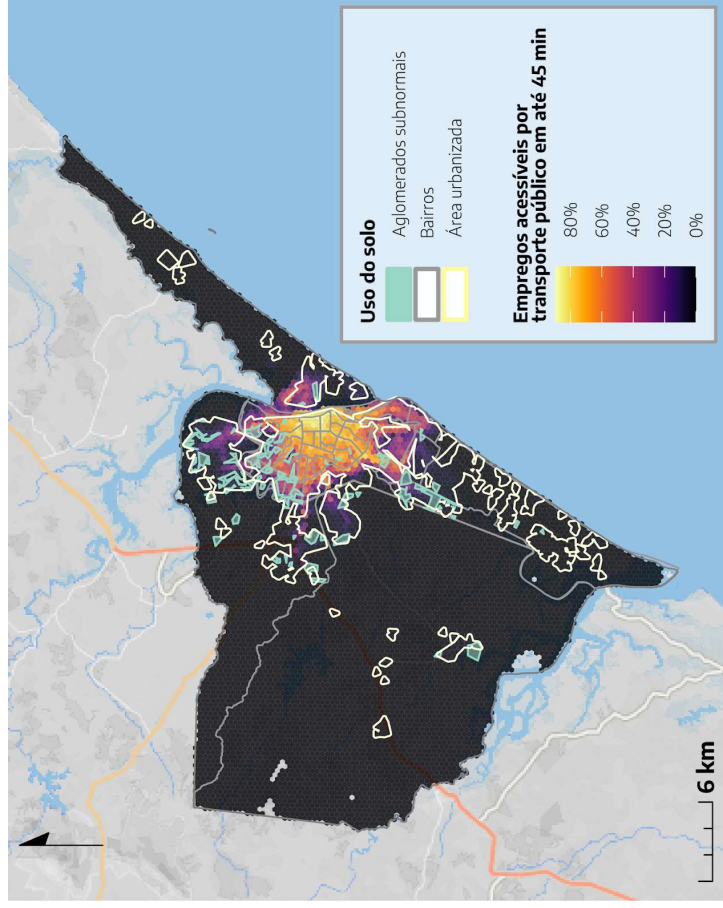 Uso do solo
Aglomerados subnormais
Bairros
Área urbanizada
Empregos acessíveis por
transporte público em até 45 min
80%
60%
40%
20%
0%
6 km